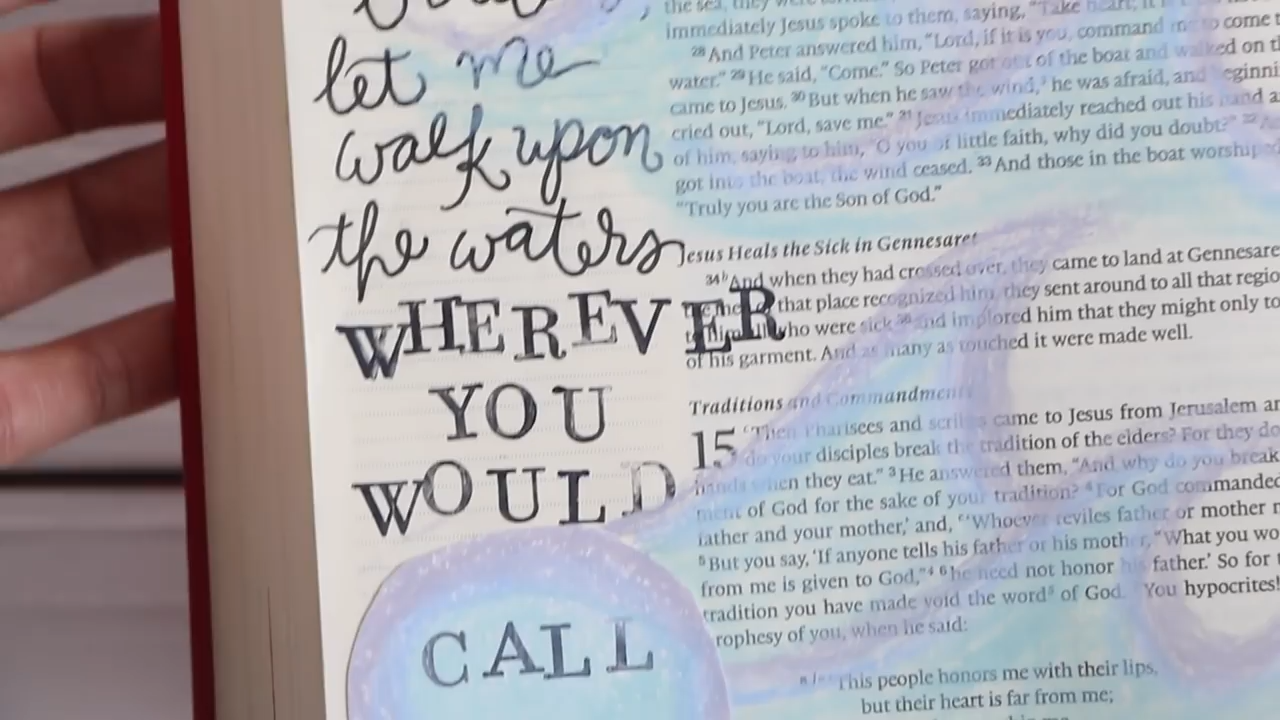 let me
walk upon
the waters
WHEREVER
YOU
WOULD
CALL
immediately Jesus spoke to them, saying, "Take heart, it i
28 And Peter answered him, "Lord, if it is you, command me to come
water." 29 He said, "Come." So Peter got out of the boat and walked on t
came to Jesus. 30 But when he saw the wind, he was afraid, and beginni
cried out, "Lord, save me." 31 Jesus immediately reached out his hand a
of him, saying to him, "O you of little faith, why did you doubt?" 32
got into the boat, the wind ceased. 33 And those in the boat worshiped
"Truly you are the Son of God."
Jesus Heals the Sick in Gennesaret
34 And when they had crossed over, they came to land at Gennesare
that place recognized him, they sent around to all that regio
who were sick 36 and implored him that they might only to
of his garment. And as many as touched it were made well.
Traditions and Commandments
15 Then Pharisees and scribes came to Jesus from Jerusalem an
do your disciples break the tradition of the elders? For they do
hands when they eat." 3 He answered them, "And why do you break
ment of God for the sake of your tradition? 4 For God commanded
father and your mother,' and, 'Whoever reviles father or mother
5 But you say, 'If anyone tells his father or his mother, "What you wo
from me is given to God," 6 he need not honor his father.' So for
tradition you have made void the word of God. You hypocrites!
rophesy of you, when he said:
This people honors me with their lips,
but their heart is far from me;